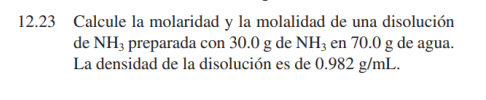 12.23 Calcule la molaridad y la molalidad de una disolución
de NH₃ preparada con 30.0 g de NH₃ en 70.0 g de agua.
La densidad de la disolución es de 0.982 g/mL.